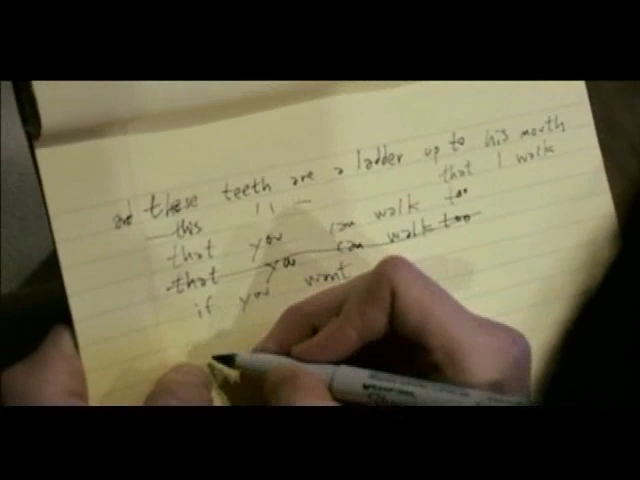 and these teeth are a ladder up to his mouth
this that I walk
that you can walk too
that you can walk too
if you want